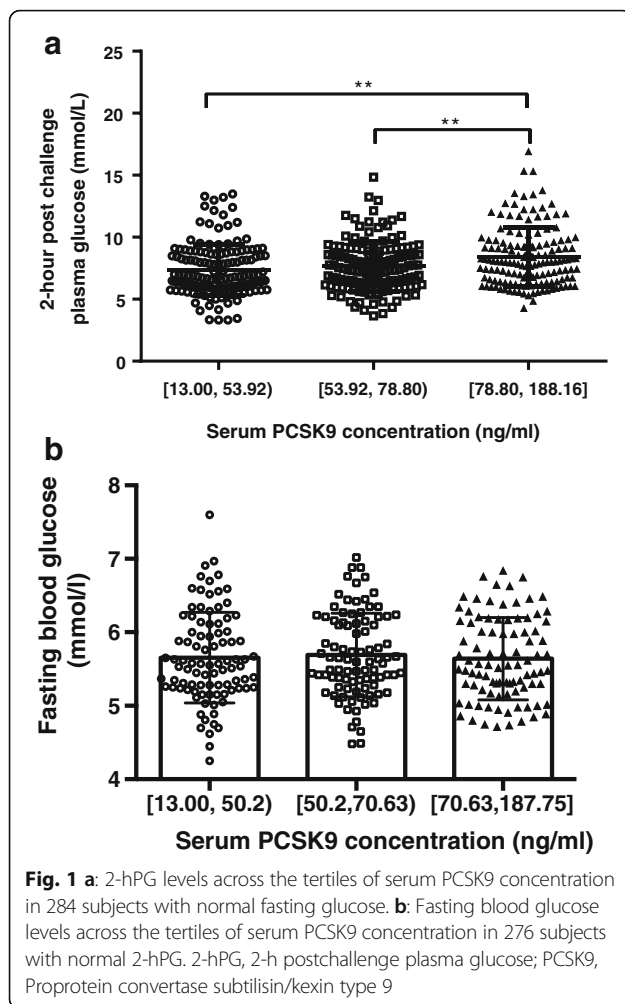 a
**
**
2-hour post challenge
plasma glucose (mmol/L)
25
20
15
10
5
0
[13.00, 53.92)
[53.92, 78.80)
[78.80, 188.16]
Serum PCSK9 concentration (ng/ml)
b
Fasting blood glucose
(mmol/l)
8
7
6
5
4
[13.00, 50.2)
[50.2,70.63)
[70.63,187.75]
Serum PCSK9 concentration (ng/ml)
Fig. 1 a: 2-hPG levels across the tertiles of serum PCSK9 concentration
in 284 subjects with normal fasting glucose. b: Fasting blood glucose
levels across the tertiles of serum PCSK9 concentration in 276 subjects
with normal 2-hPG. 2-hPG, 2-h postchallenge plasma glucose; PCSK9,
Proprotein convertase subtilisin/kexin type 9